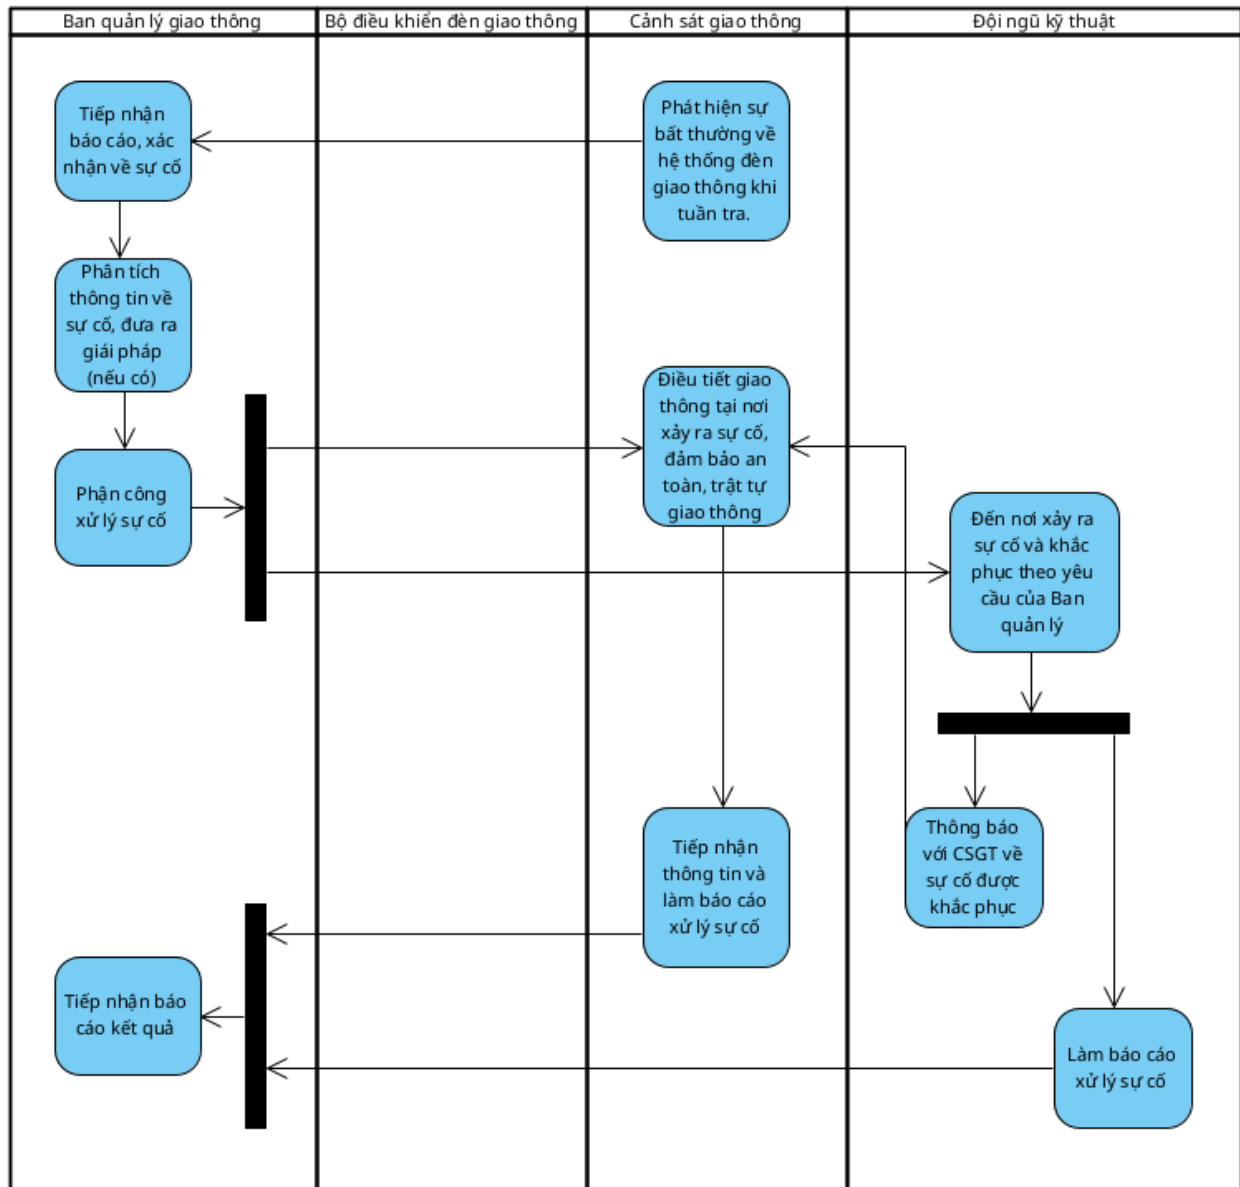 Ban quản lý giao thông
Bộ điều khiển đèn giao thông
Cảnh sát giao thông
Đội ngũ kỹ thuật
Tiếp nhận
báo cáo, xác
nhận về sự cố
Phát hiện sự
bất thường về
hệ thống đèn
giao thông khi
tuần tra.
Phân tích
thông tin về
sự cố, đưa ra
giái pháp
(nếu có)
Điều tiết giao
thông tại nơi
xảy ra sự cố,
đảm bảo an
toàn, trật tự
giao thông
Phận công
xử lý sự cố
Đến nơi xảy ra
sự cố và khắc
phục theo yêu
cầu của Ban
quản lý
Tiếp nhận
thông tin và
làm báo cáo
xử lý sự cố
Thông báo
với CSGT về
sự cố được
khắc phục
Tiếp nhận báo
cáo kết quả
Làm báo cáo
xử lý sự cố